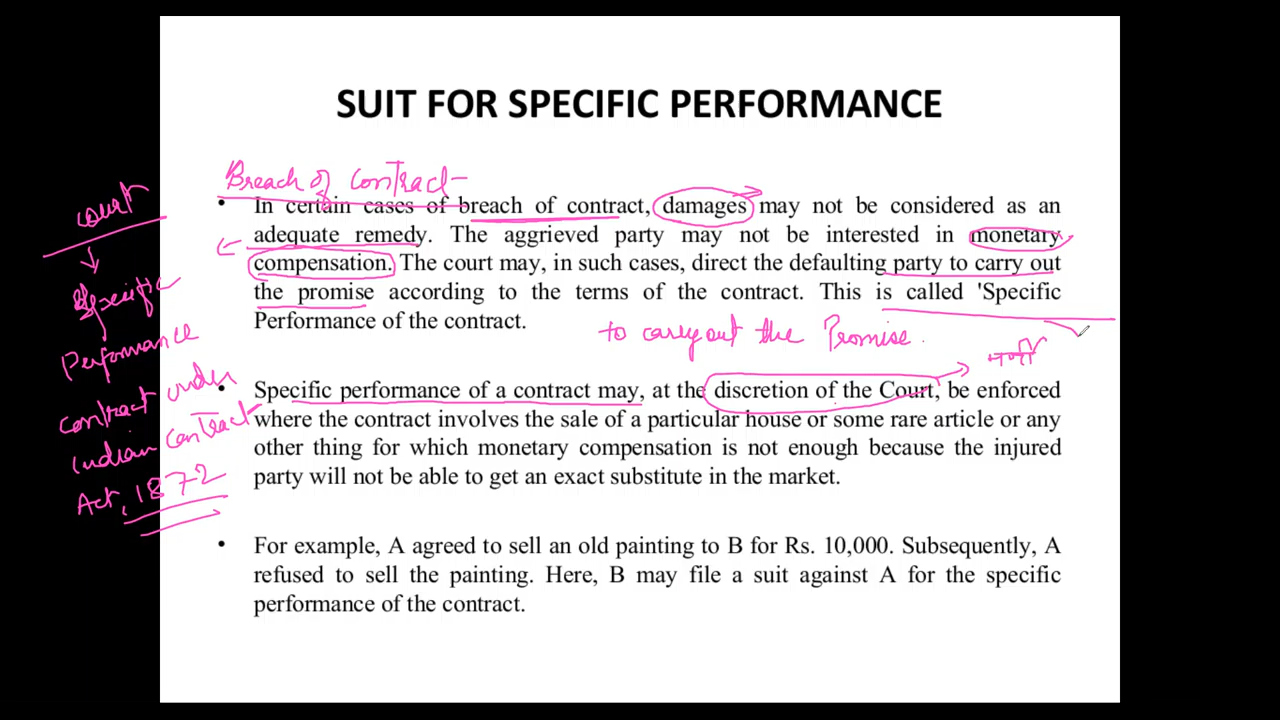 SUIT FOR SPECIFIC PERFORMANCE
Breach of Contract
• In certain cases of breach of contract, damages may not be considered as an
adequate remedy. The aggrieved party may not be interested in monetary
compensation. The court may, in such cases, direct the defaulting party to carry out
the promise according to the terms of the contract. This is called 'Specific
Performance of the contract.
to carry out the Promise.
• Specific performance of a contract may, at the discretion of the Court, be enforced
where the contract involves the sale of a particular house or some rare article or any
other thing for which monetary compensation is not enough because the injured
party will not be able to get an exact substitute in the market.
• For example, A agreed to sell an old painting to B for Rs. 10,000. Subsequently, A
refused to sell the painting. Here, B may file a suit against A for the specific
performance of the contract.
court
Specific
Performance
contract under
Indian Contract
Act, 1872